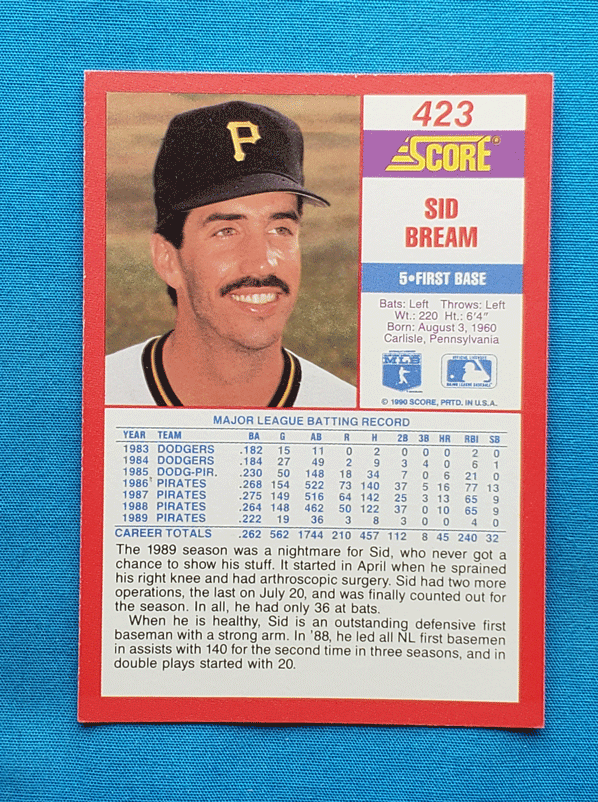 P
423
SCORE
SID
BREAM
5•FIRST BASE
Bats: Left Throws: Left
Wt.: 220 Ht.: 6'4"
Born: August 3, 1960
Carlisle, Pennsylvania
MLB
© 1990 SCORE, PRTD. IN U.S.A.
MAJOR LEAGUE BATTING RECORD
YEAR TEAM BA G AB R H 2B 3B HR RBI SB
1983 DODGERS .182 15 11 0 2 0 0 0 2 0
1984 DODGERS .184 27 49 2 9 3 0 0 6 1
1985 DODG-PIR. .230 50 148 18 34 7 0 6 21 0
1986 PIRATES .268 154 522 73 140 37 5 16 77 13
1987 PIRATES .275 149 516 64 142 25 3 13 65 9
1988 PIRATES .264 148 462 50 122 37 0 10 65 9
1989 PIRATES .222 19 36 3 8 3 0 0 4 0
CAREER TOTALS .262 562 1744 210 457 112 8 45 240 32
The 1989 season was a nightmare for Sid, who never got a
chance to show his stuff. It started in April when he sprained
his right knee and had arthroscopic surgery. Sid had two more
operations, the last on July 20, and was finally counted out for
the season. In all, he had only 36 at bats.
When he is healthy, Sid is an outstanding defensive first
baseman with a strong arm. In '88, he led all NL first basemen
in assists with 140 for the second time in three seasons, and in
double plays started with 20.